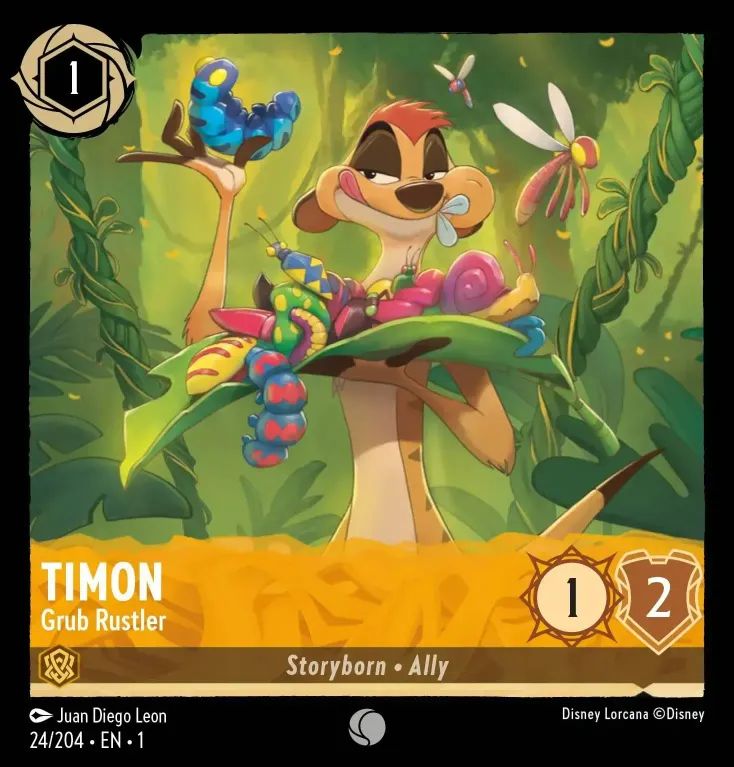 1
TIMON
Grub Rustler
1
2
Storyborn • Ally
Juan Diego Leon
Disney Lorcana ©Disney
24/204 • EN • 1